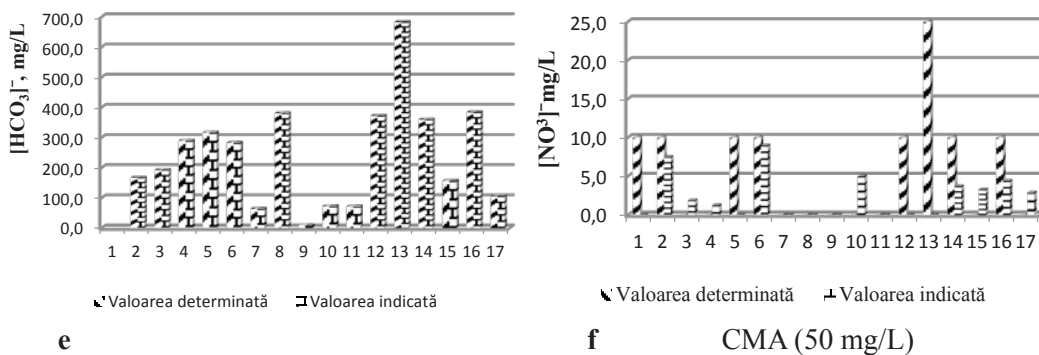 [HCO₃]⁻, mg/L
700,0
600,0
500,0
400,0
300,0
200,0
100,0
0,0
1 2 3 4 5 6 7 8 9 10 11 12 13 14 15 16 17
Valoarea determinată Valoarea indicată
e
[NO³]⁻mg/L
25,0
20,0
15,0
10,0
5,0
0,0
1 2 3 4 5 6 7 8 9 10 11 12 13 14 15 16 17
Valoarea determinată Valoarea indicată
f CMA (50 mg/L)